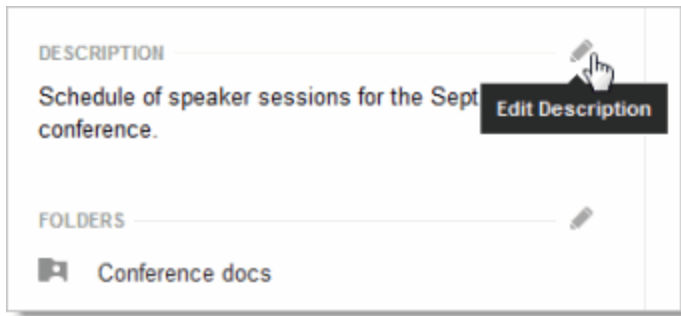 DESCRIPTION
Schedule of speaker sessions for the Sept
Edit Description
conference.
FOLDERS
Conference docs